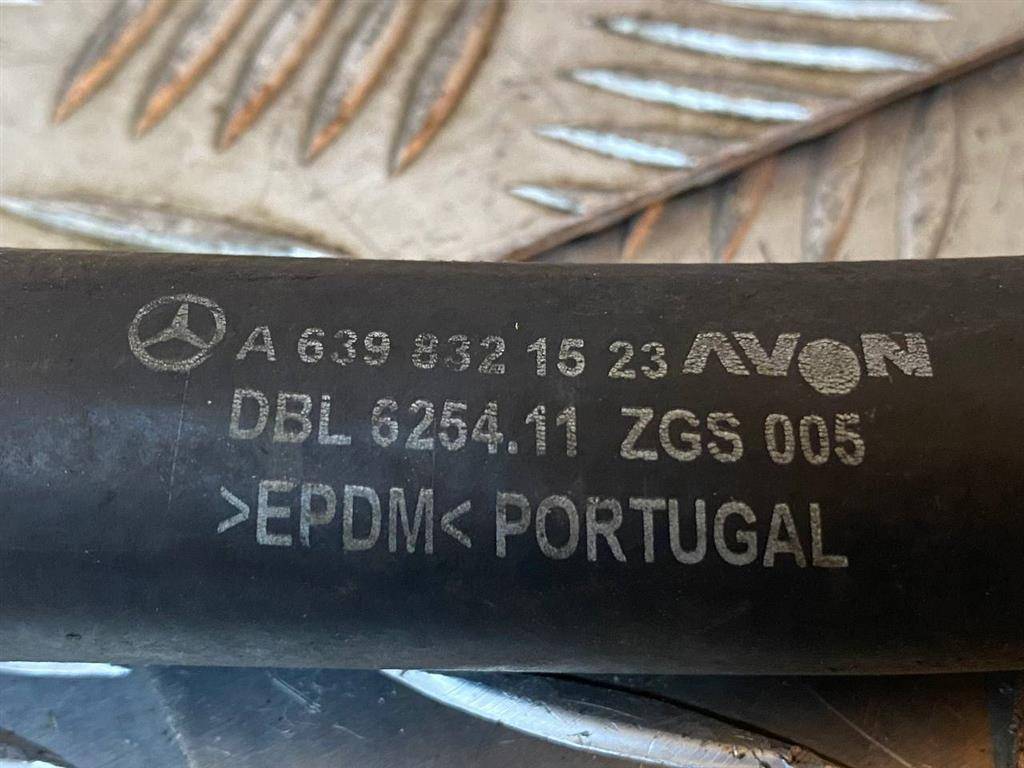 A 639 832 15 23 AVON
DBL 6254.11 ZGS 005
>EPDM< PORTUGAL